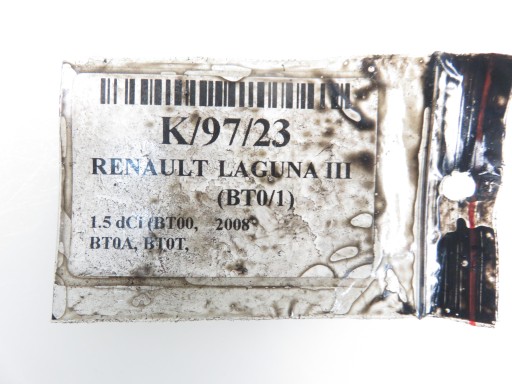 K/97/23
RENAULT LAGUNA III
(BT0/1)
1.5 dCi (BT00, 2008
BT0A, BT0T,